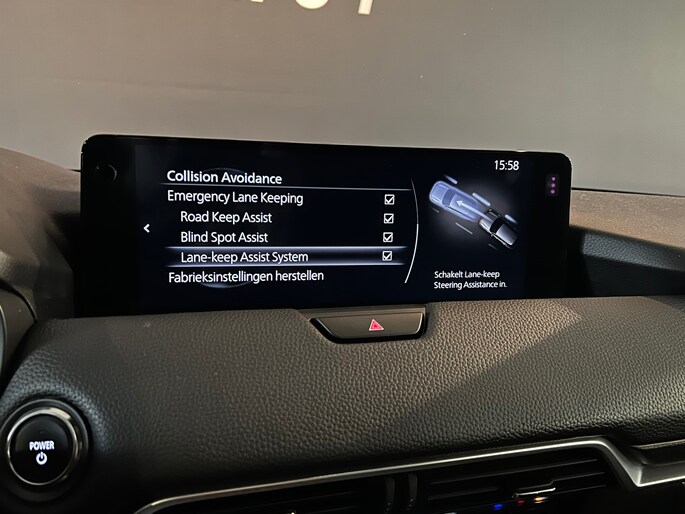 15:58
Collision Avoidance
Emergency Lane Keeping
Road Keep Assist
Blind Spot Assist
Lane-keep Assist System
Fabrieksinstellingen herstellen
Schakelt Lane-keep
Steering Assistance in.
POWER